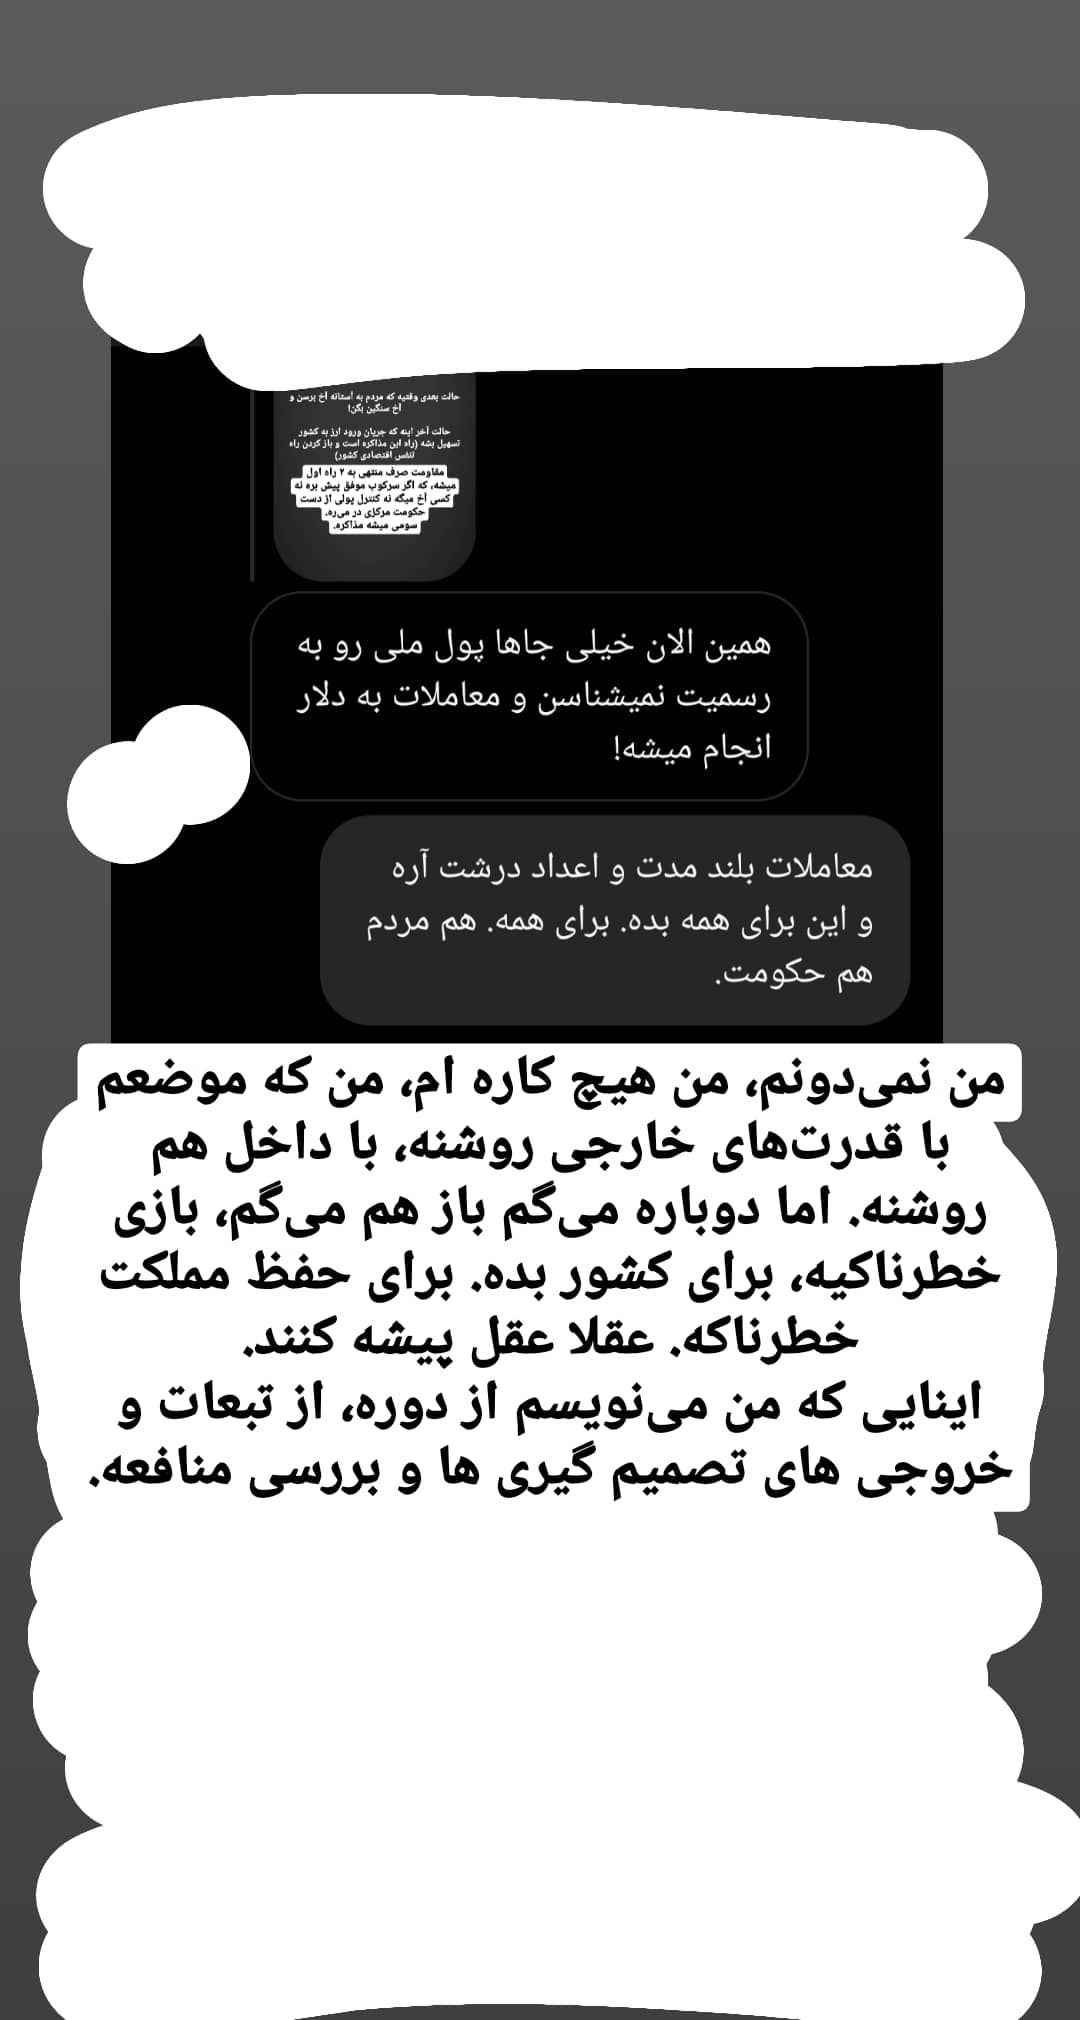 حالت بعدی وقتیه که مردم به آستانه آخ برسن و
آخ سنگین بگن!
حالت آخر اینه که جریان ورود ارز به کشور
تسهیل بشه (راه این مذاکره است و باز کردن راه
تنفس اقتصادی کشور)
مقاومت صرف منتهی به ۲ راه اول
میشه، که اگر سرکوب موفق پیش بره نه
کسی آخ میگه نه کنترل پولی از دست
حکومت مرکزی در می‌ره.
سومی میشه مذاکره.
همین الان خیلی جاها پول ملی رو به
رسمیت نمیشناسن و معاملات به دلار
انجام میشه!
معاملات بلند مدت و اعداد درشت آره
و این برای همه بده. برای همه. هم مردم
هم حکومت.
من نمی‌دونم، من هیچ کاره ام، من که موضعم
با قدرت‌های خارجی روشنه، با داخل هم
روشنه. اما دوباره می‌گم باز هم می‌گم، بازی
خطرناکیه، برای کشور بده. برای حفظ مملکت
خطرناکه. عقلا عقل پیشه کنند.
اینایی که من می‌نویسم از دوره، از تبعات و
خروجی های تصمیم گیری ها و بررسی منافعه.